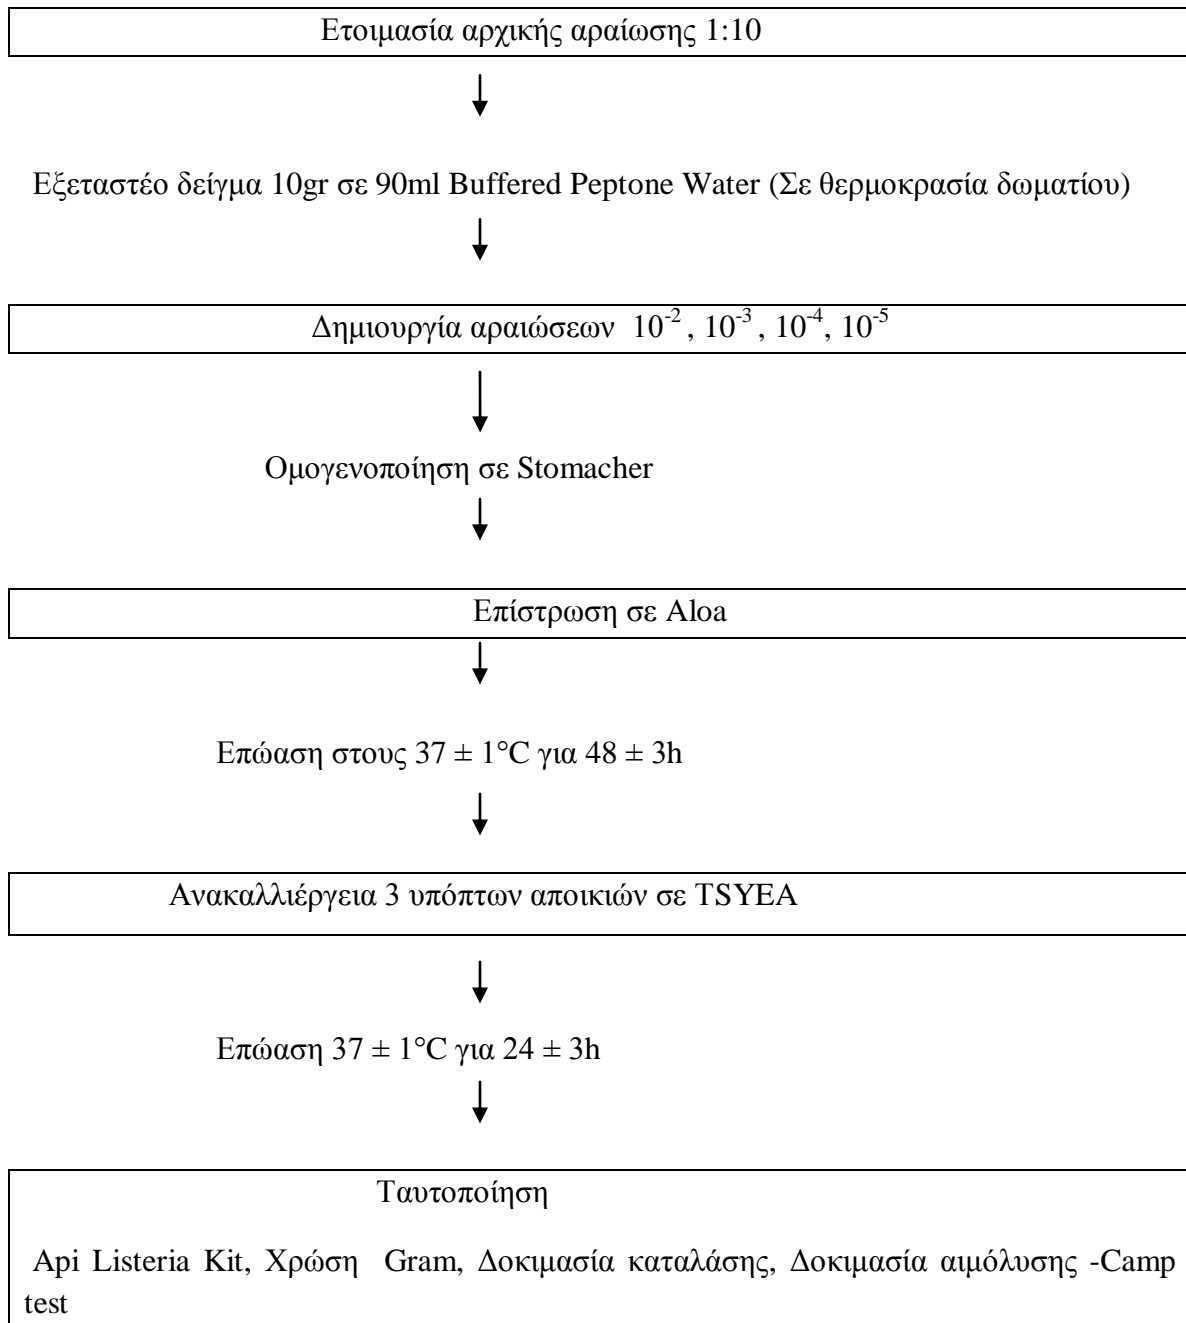 Ετοιμασία αρχικής αραίωσης 1:10
Εξεταστέο δείγμα 10gr σε 90ml Buffered Peptone Water (Σε θερμοκρασία δωματίου)
Δημιουργία αραιώσεων 10⁻², 10⁻³, 10⁻⁴, 10⁻⁵
Ομογενοποίηση σε Stomacher
Επίστρωση σε Aloa
Επώαση στους 37 ± 1°C για 48 ± 3h
Ανακαλλιέργεια 3 υπόπτων αποικιών σε TSYEA
Επώαση 37 ± 1°C για 24 ± 3h
Ταυτοποίηση
Api Listeria Kit, Χρώση Gram, Δοκιμασία καταλάσης, Δοκιμασία αιμόλυσης -Camp
test